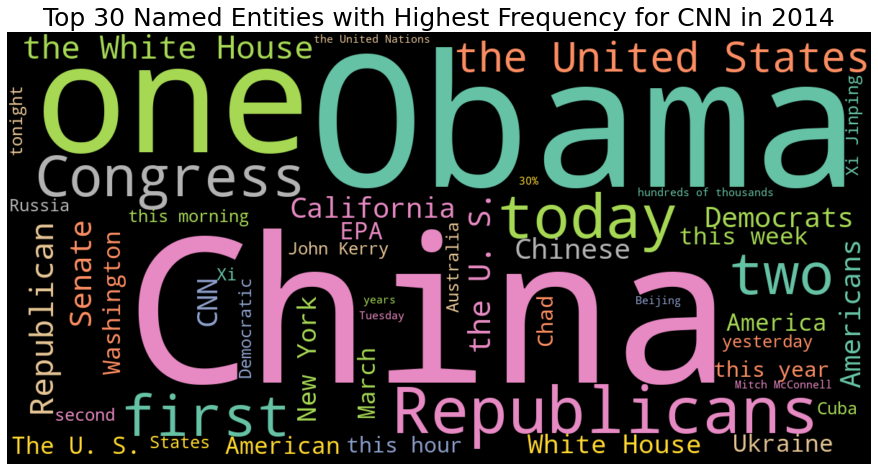 Top 30 Named Entities with Highest Frequency for CNN in 2014
the White House
the United Nations
the United States
one
Obama
tonight
Xi Jinping
Congress
30%
hundreds of thousands
Russia
this morning
California
today
Democrats
EPA
this week
John Kerry
Chinese
the U. S.
Australia
Republican
Senate
Washington
Xi
CNN
Democratic
China
two
Americans
years
Tuesday
Beijing
Chad
New York
March
America
yesterday
this year
Mitch McConnell
second
first
Republicans
Cuba
The U. S.
States
American
this hour
White House
Ukraine